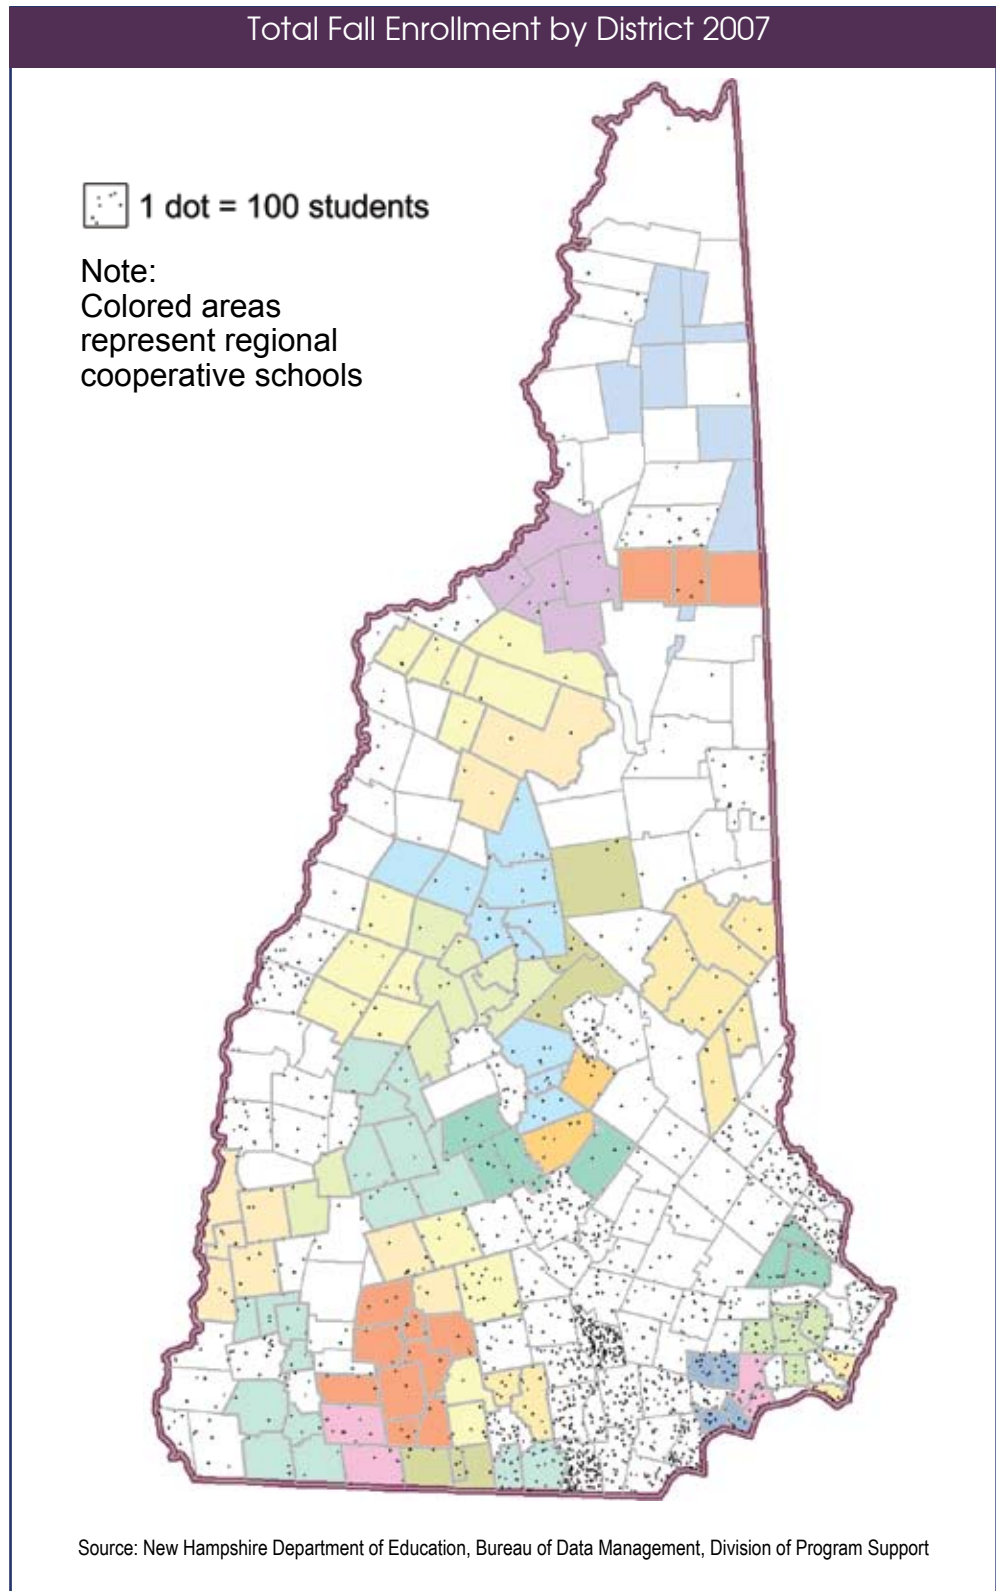 Total Fall Enrollment by District 2007
1 dot = 100 students
Note:
Colored areas
represent regional
cooperative schools
Source: New Hampshire Department of Education, Bureau of Data Management, Division of Program Support